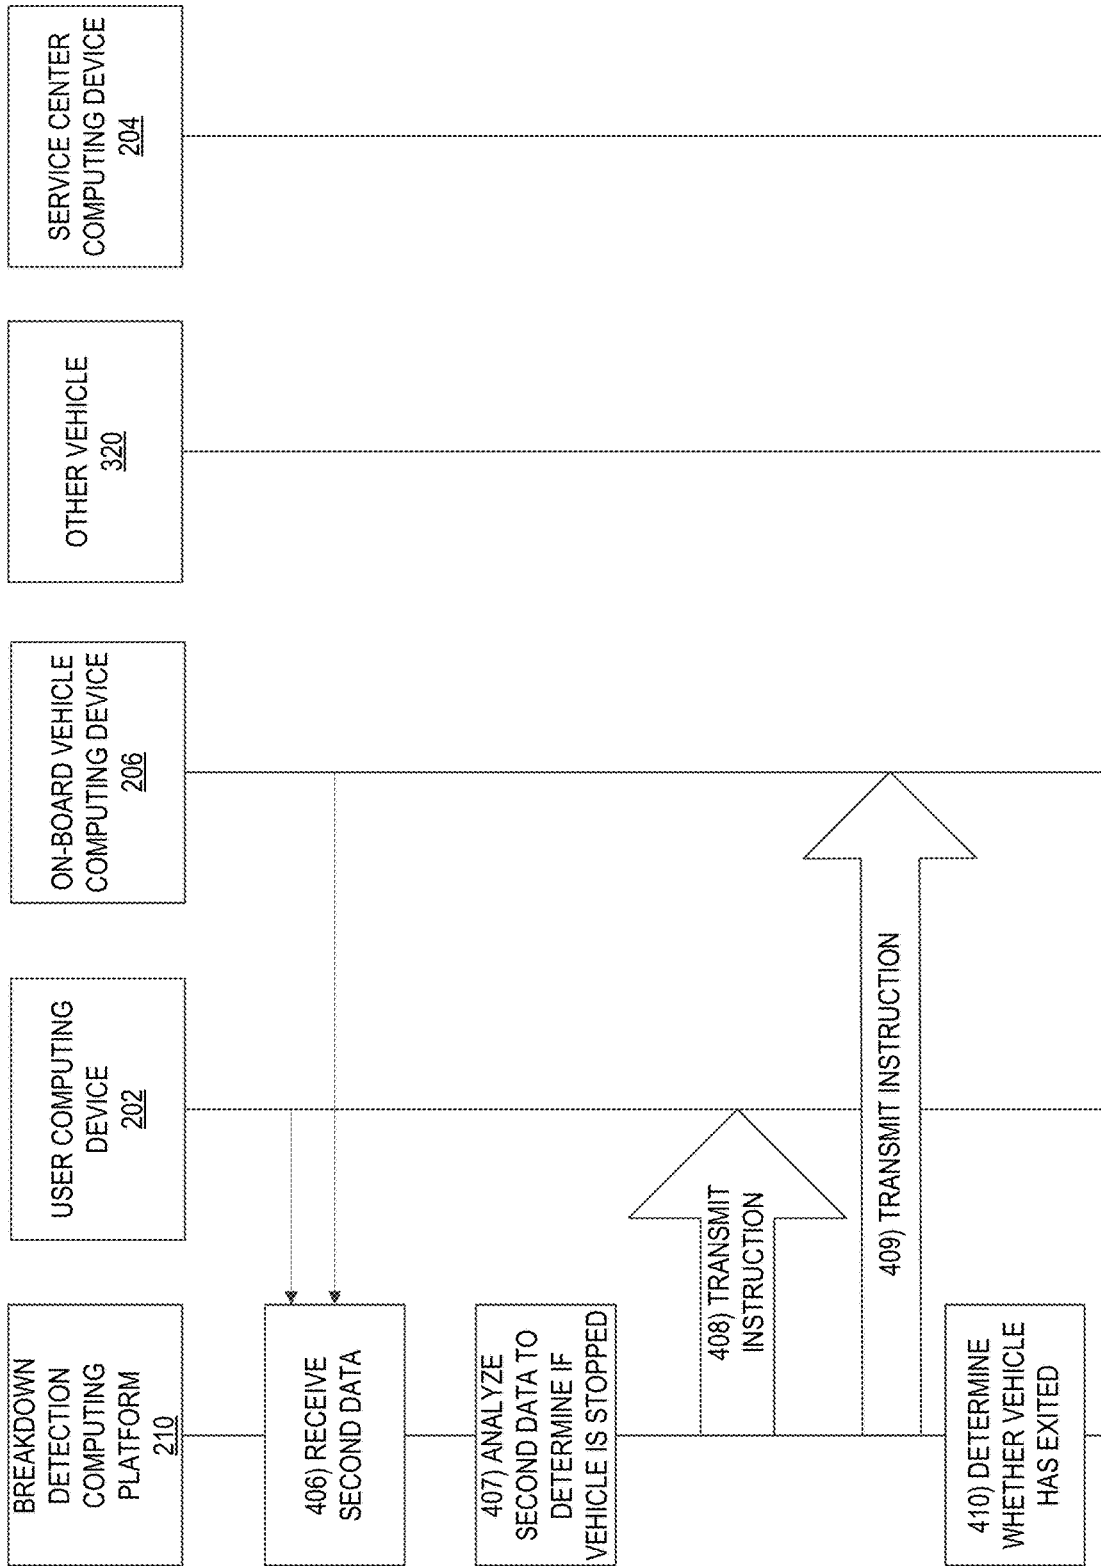 BREAKDOWN
DETECTION
COMPUTING
PLATFORM
210
USER COMPUTING
DEVICE
202
ON-BOARD VEHICLE
COMPUTING DEVICE
206
OTHER VEHICLE
320
SERVICE CENTER
COMPUTING DEVICE
204
406) RECEIVE
SECOND DATA
407) ANALYZE
SECOND DATA TO
DETERMINE IF
VEHICLE IS STOPPED
408) TRANSMIT
INSTRUCTION
409) TRANSMIT INSTRUCTION
410) DETERMINE
WHETHER VEHICLE
HAS EXITED